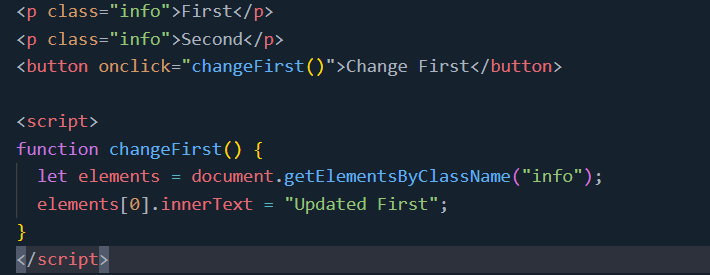 <p class="info">First</p>
<p class="info">Second</p>
<button onclick="changeFirst()">Change First</button>
<script>
function changeFirst() {
let elements = document.getElementsByClassName("info");
elements[0].innerText = "Updated First";
}
</script>